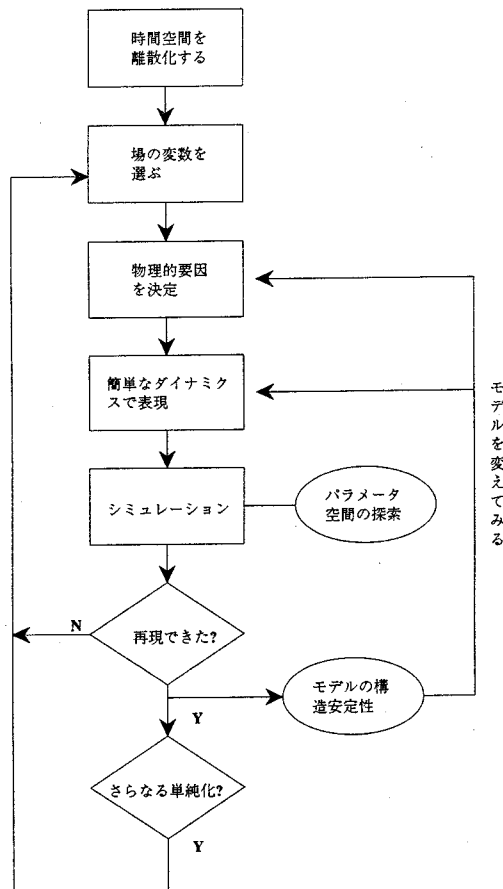 時間空間を
離散化する
場の変数を
選ぶ
物理的要因
を決定
簡単なダイナミク
スで表現
シミュレーション
パラメータ
空間の探索
モデルを変えてみる
再現できた?
N
Y
モデルの構
造安定性
さらなる単純化?
Y